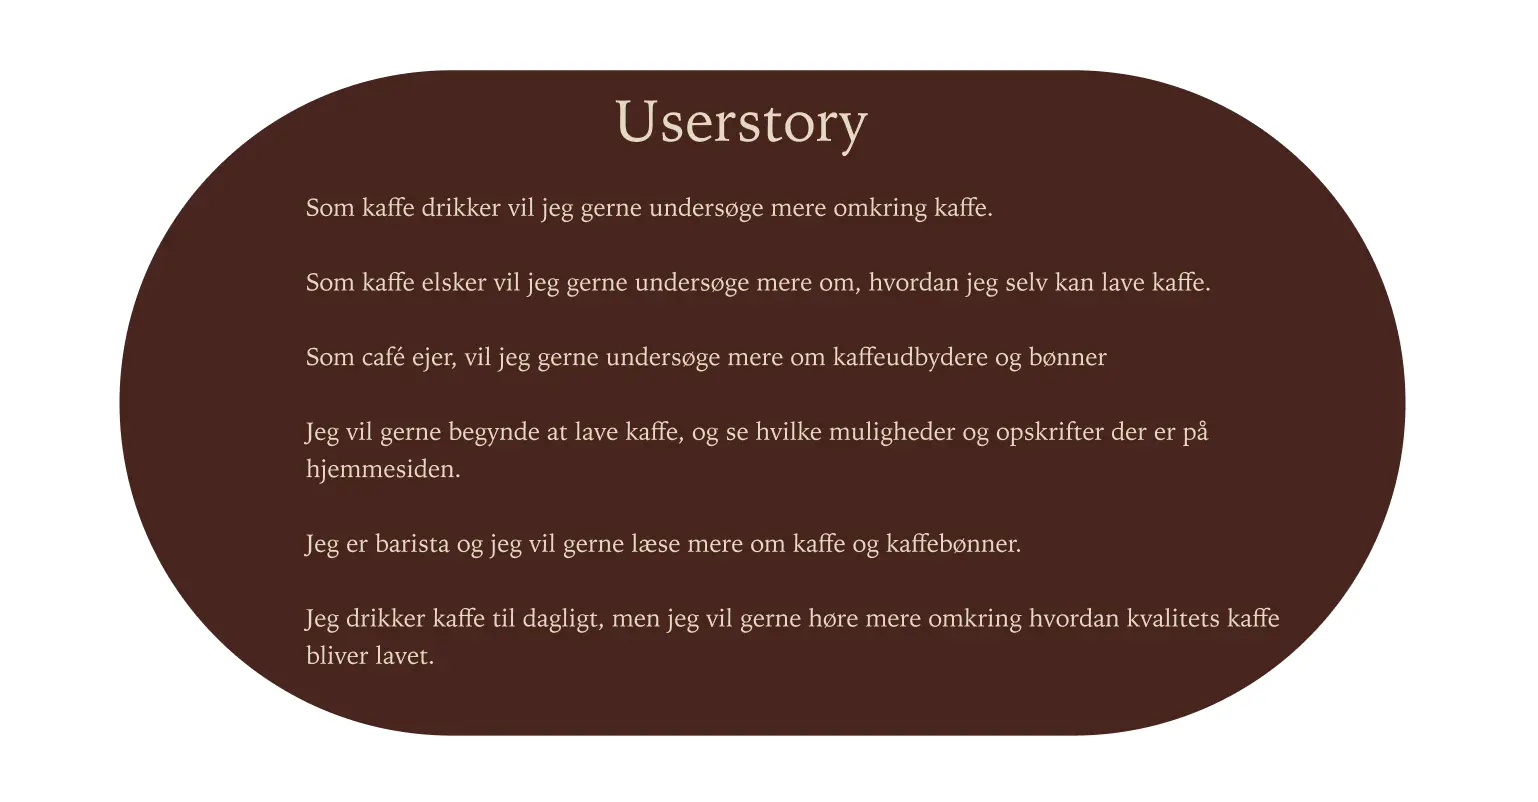 Userstory
Som kaffe drikker vil jeg gerne undersøge mere omkring kaffe.
Som kaffe elsker vil jeg gerne undersøge mere om, hvordan jeg selv kan lave kaffe.
Som café ejer, vil jeg gerne undersøge mere om kaffeudbydere og bønner
Jeg vil gerne begynde at lave kaffe, og se hvilke muligheder og opskrifter der er på
hjemmesiden.
Jeg er barista og jeg vil gerne læse mere om kaffe og kaffebønner.
Jeg drikker kaffe til dagligt, men jeg vil gerne høre mere omkring hvordan kvalitets kaffe
bliver lavet.